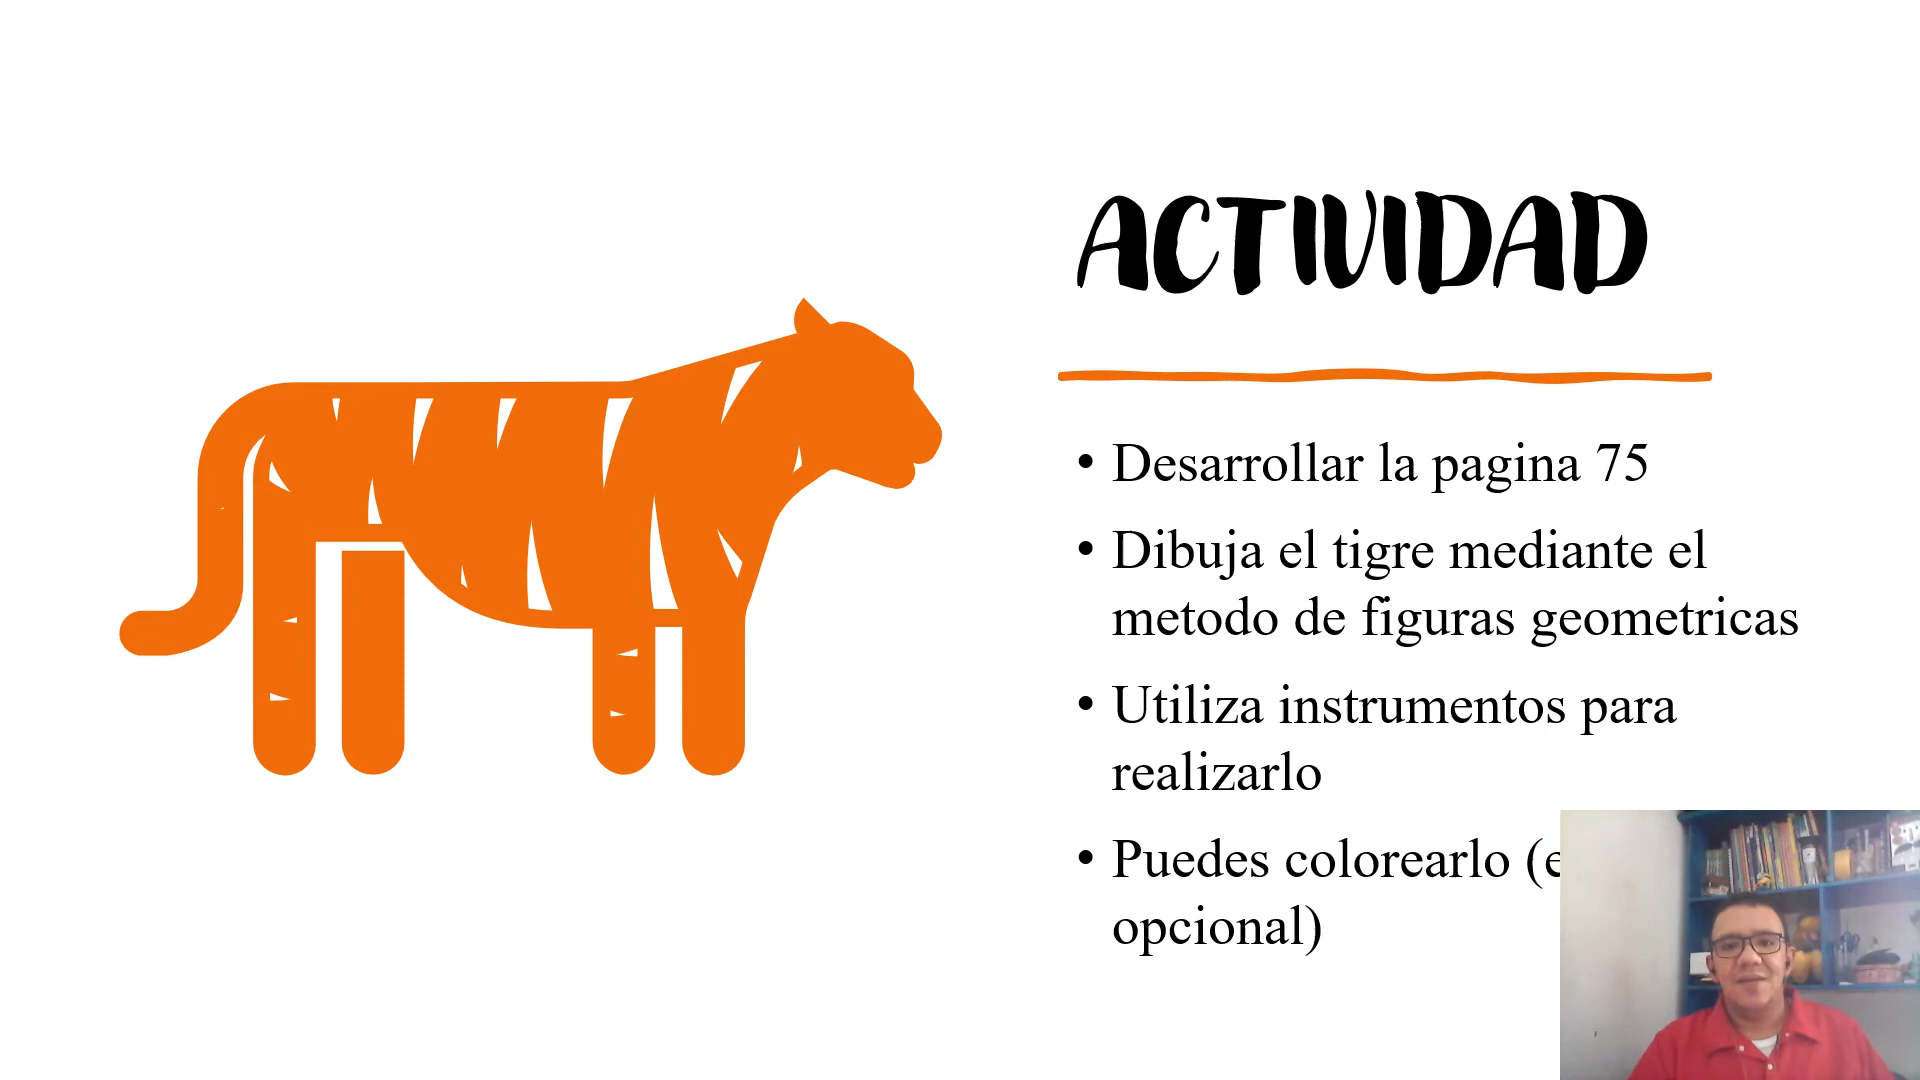 ACTIVIDAD
• Desarrollar la pagina 75
• Dibuja el tigre mediante el
metodo de figuras geometricas
• Utiliza instrumentos para
realizarlo
• Puedes colorearlo (
opcional)